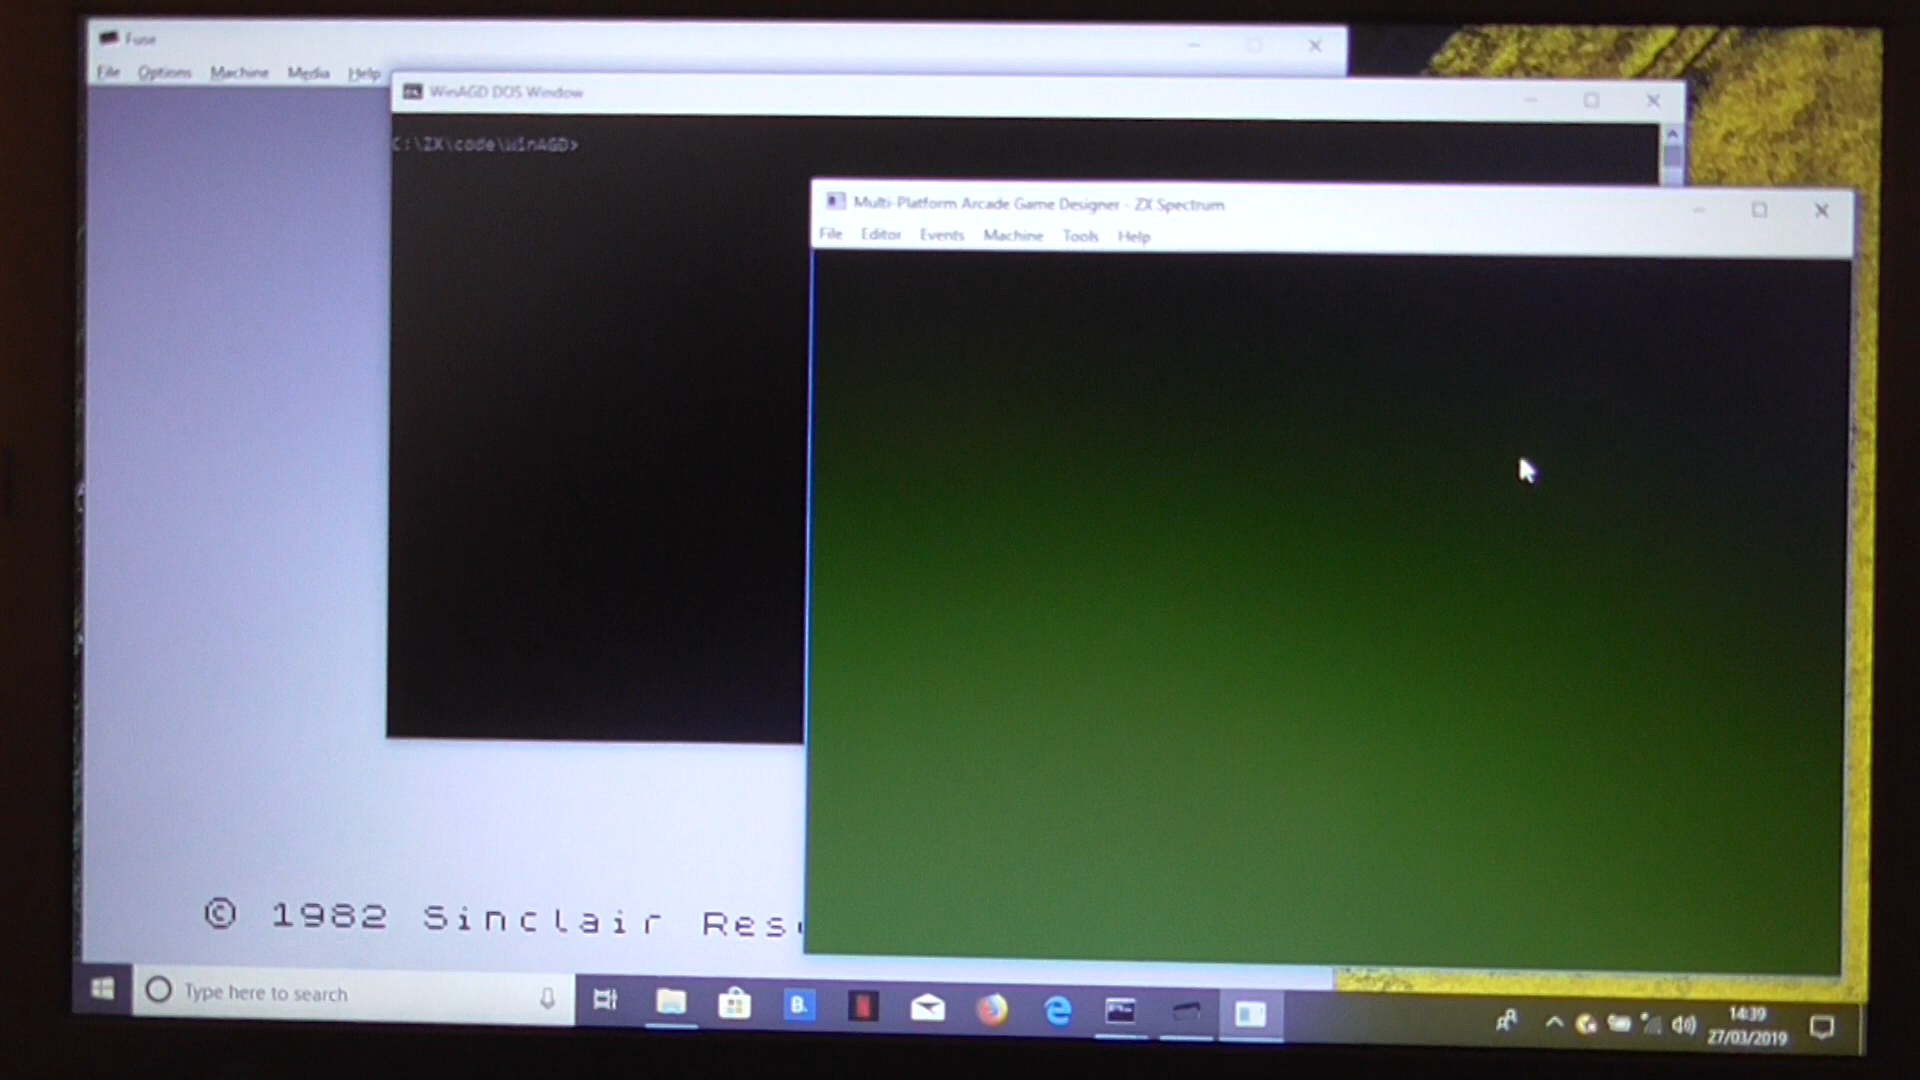 Fuse
File Options Machine Media Help
WinAGD DOS Window
C:\ZX\code\WinAGD>
Multi-Platform Arcade Game Designer - ZX Spectrum
File Editor Events Machine Tools Help
© 1982 Sinclair Res
Type here to search
B.
14:39
27/03/2019